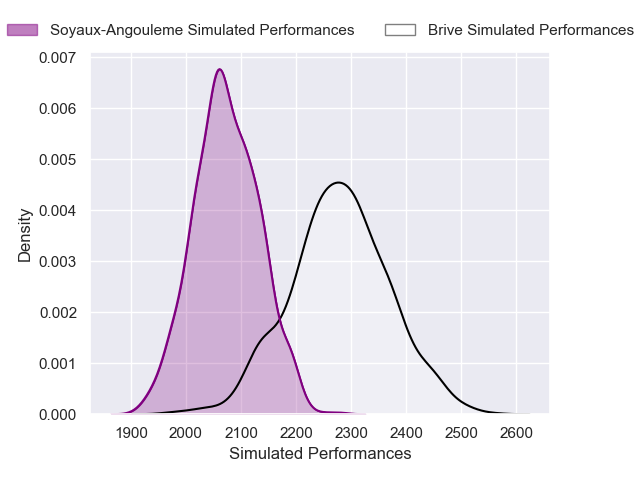 Soyaux-Angouleme Simulated Performances Brive Simulated Performances
0.007
0.006
0.005
0.004
0.003
0.002
0.001
0.000
Density
1900 2000 2100 2200 2300 2400 2500 2600
Simulated Performances